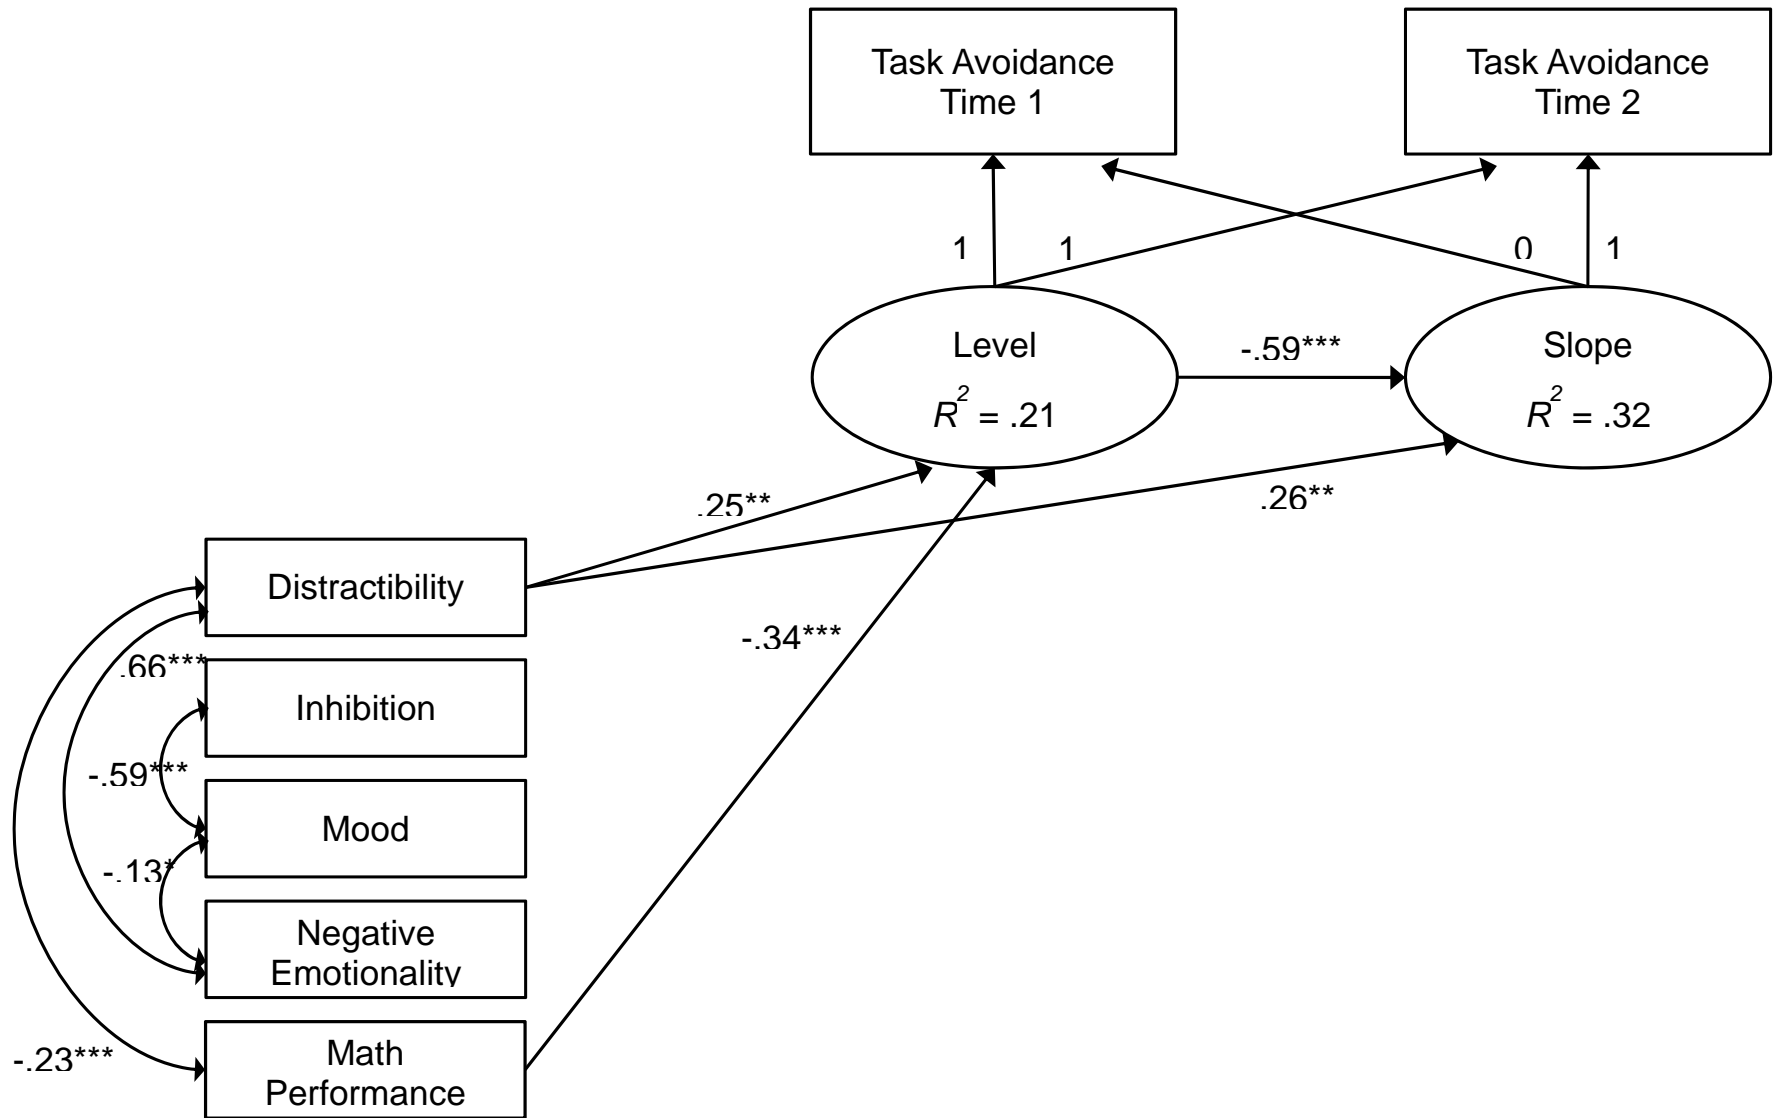 Task Avoidance
Time 1
Task Avoidance
Time 2
1
1
0
1
Level
R² = .21
-.59***
Slope
R² = .32
.25**
.26**
Distractibility
-.34***
.66***
Inhibition
-.59***
Mood
-.13*
Negative
Emotionality
Math
Performance
-.23***